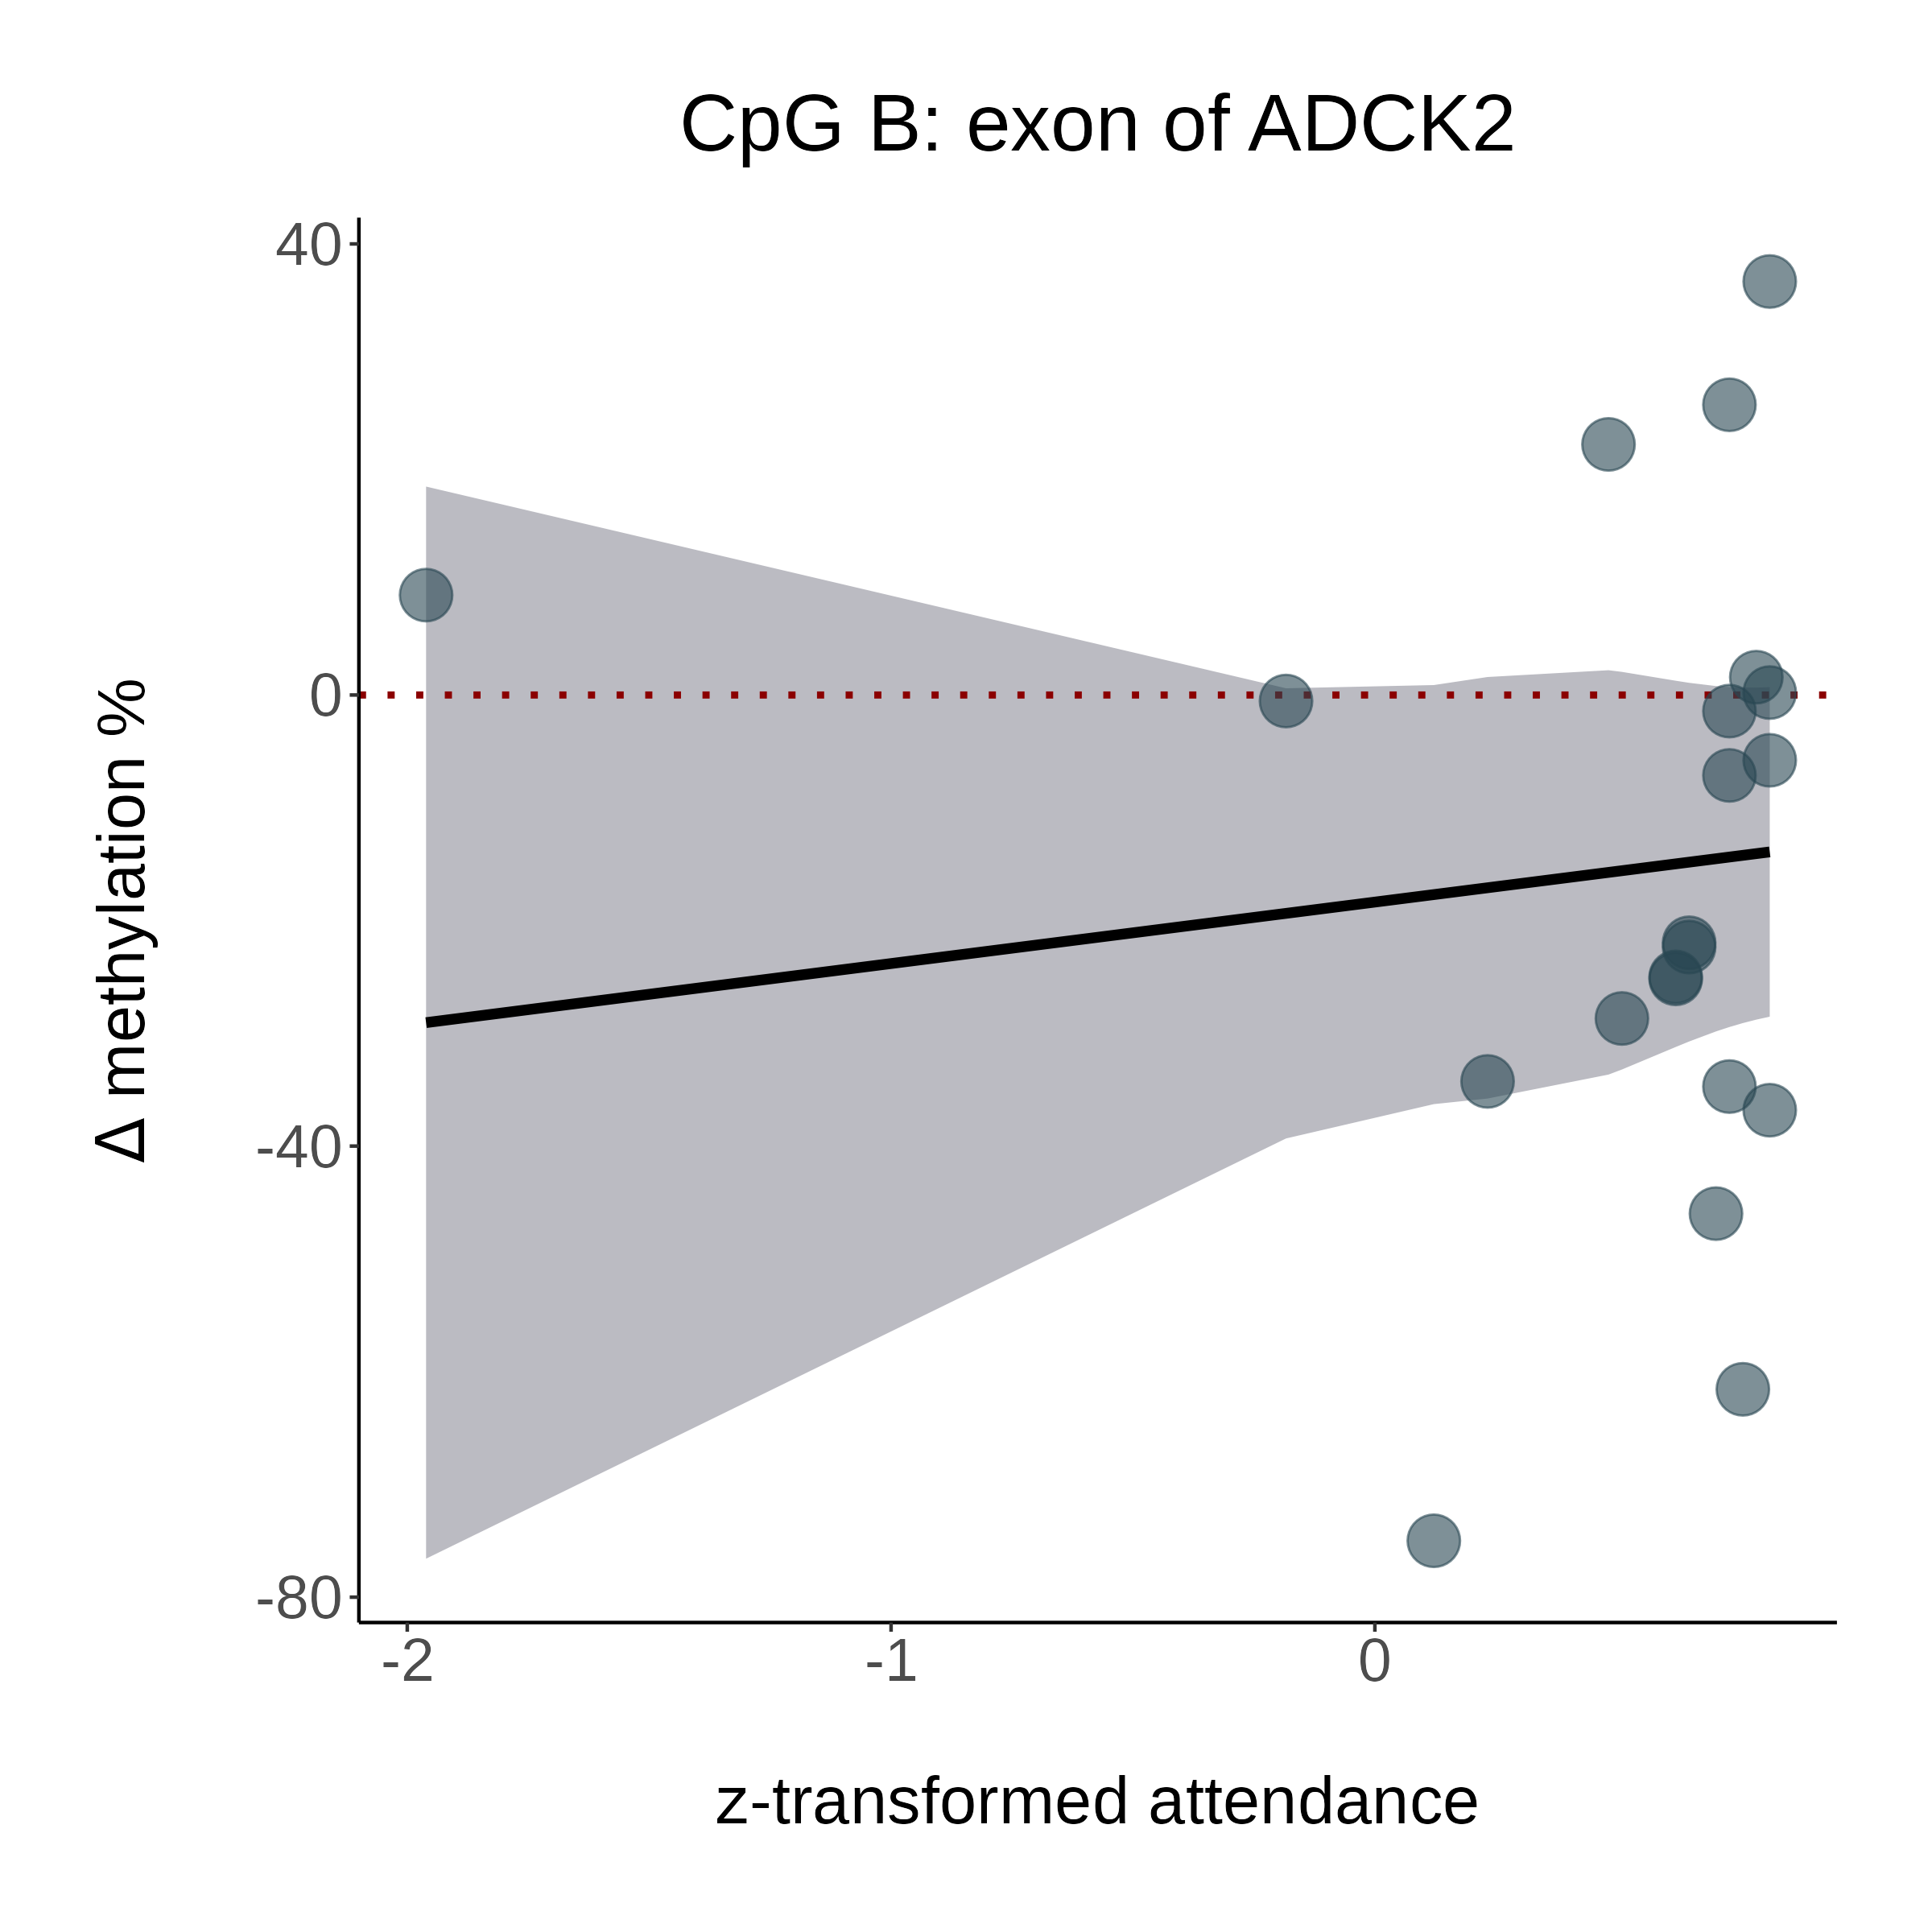 CpG B: exon of ADCK2
40
0
-40
-80
Δ methylation %
-2
-1
0
z-transformed attendance